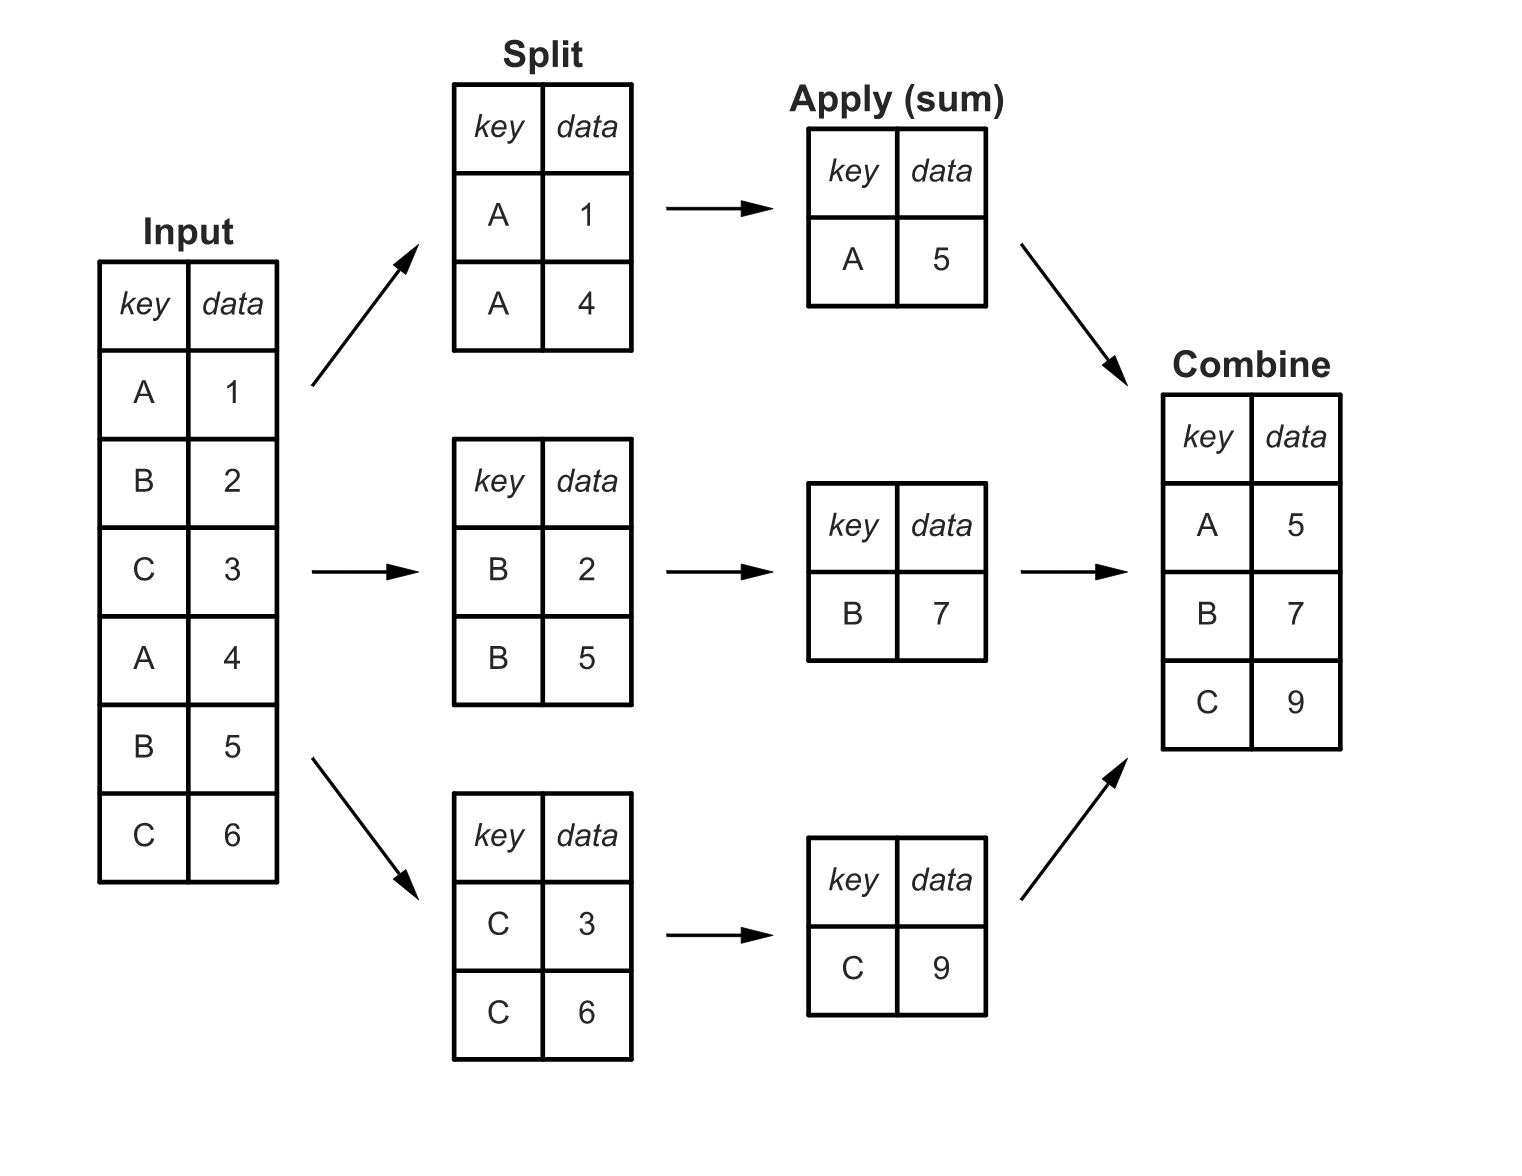 Input
key data
A 1
B 2
C 3
A 4
B 5
C 6
Split
key data
A 1
A 4
key data
B 2
B 5
key data
C 3
C 6
Apply (sum)
key data
A 5
key data
B 7
key data
C 9
Combine
key data
A 5
B 7
C 9